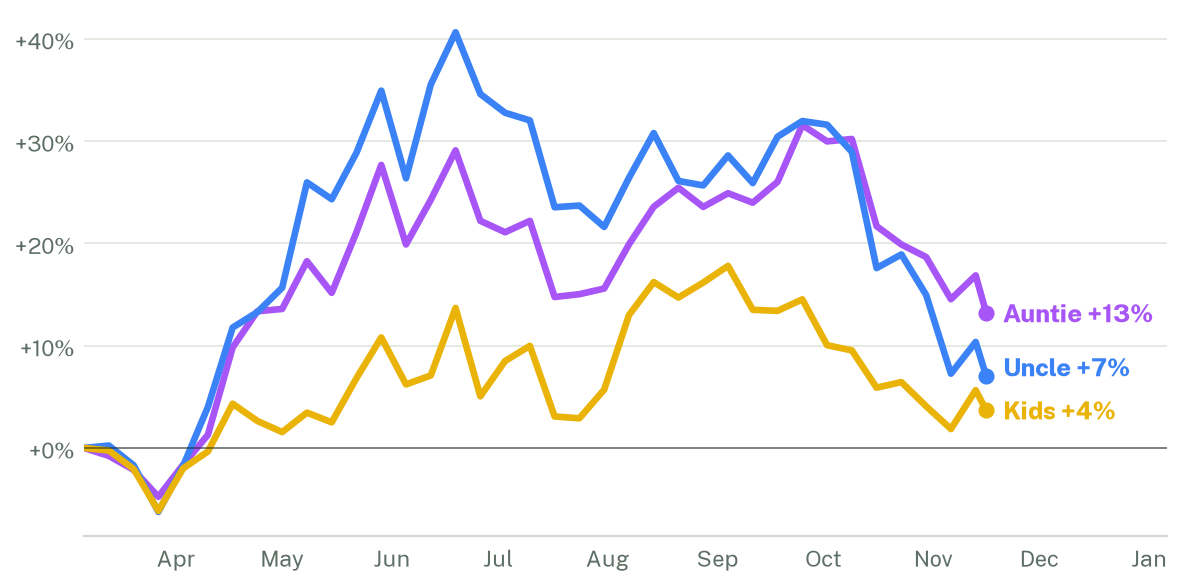 +40%
+30%
+20%
+10%
+0%
Auntie +13%
Uncle +7%
Kids +4%
Apr May Jun Jul Aug Sep Oct Nov Dec Jan